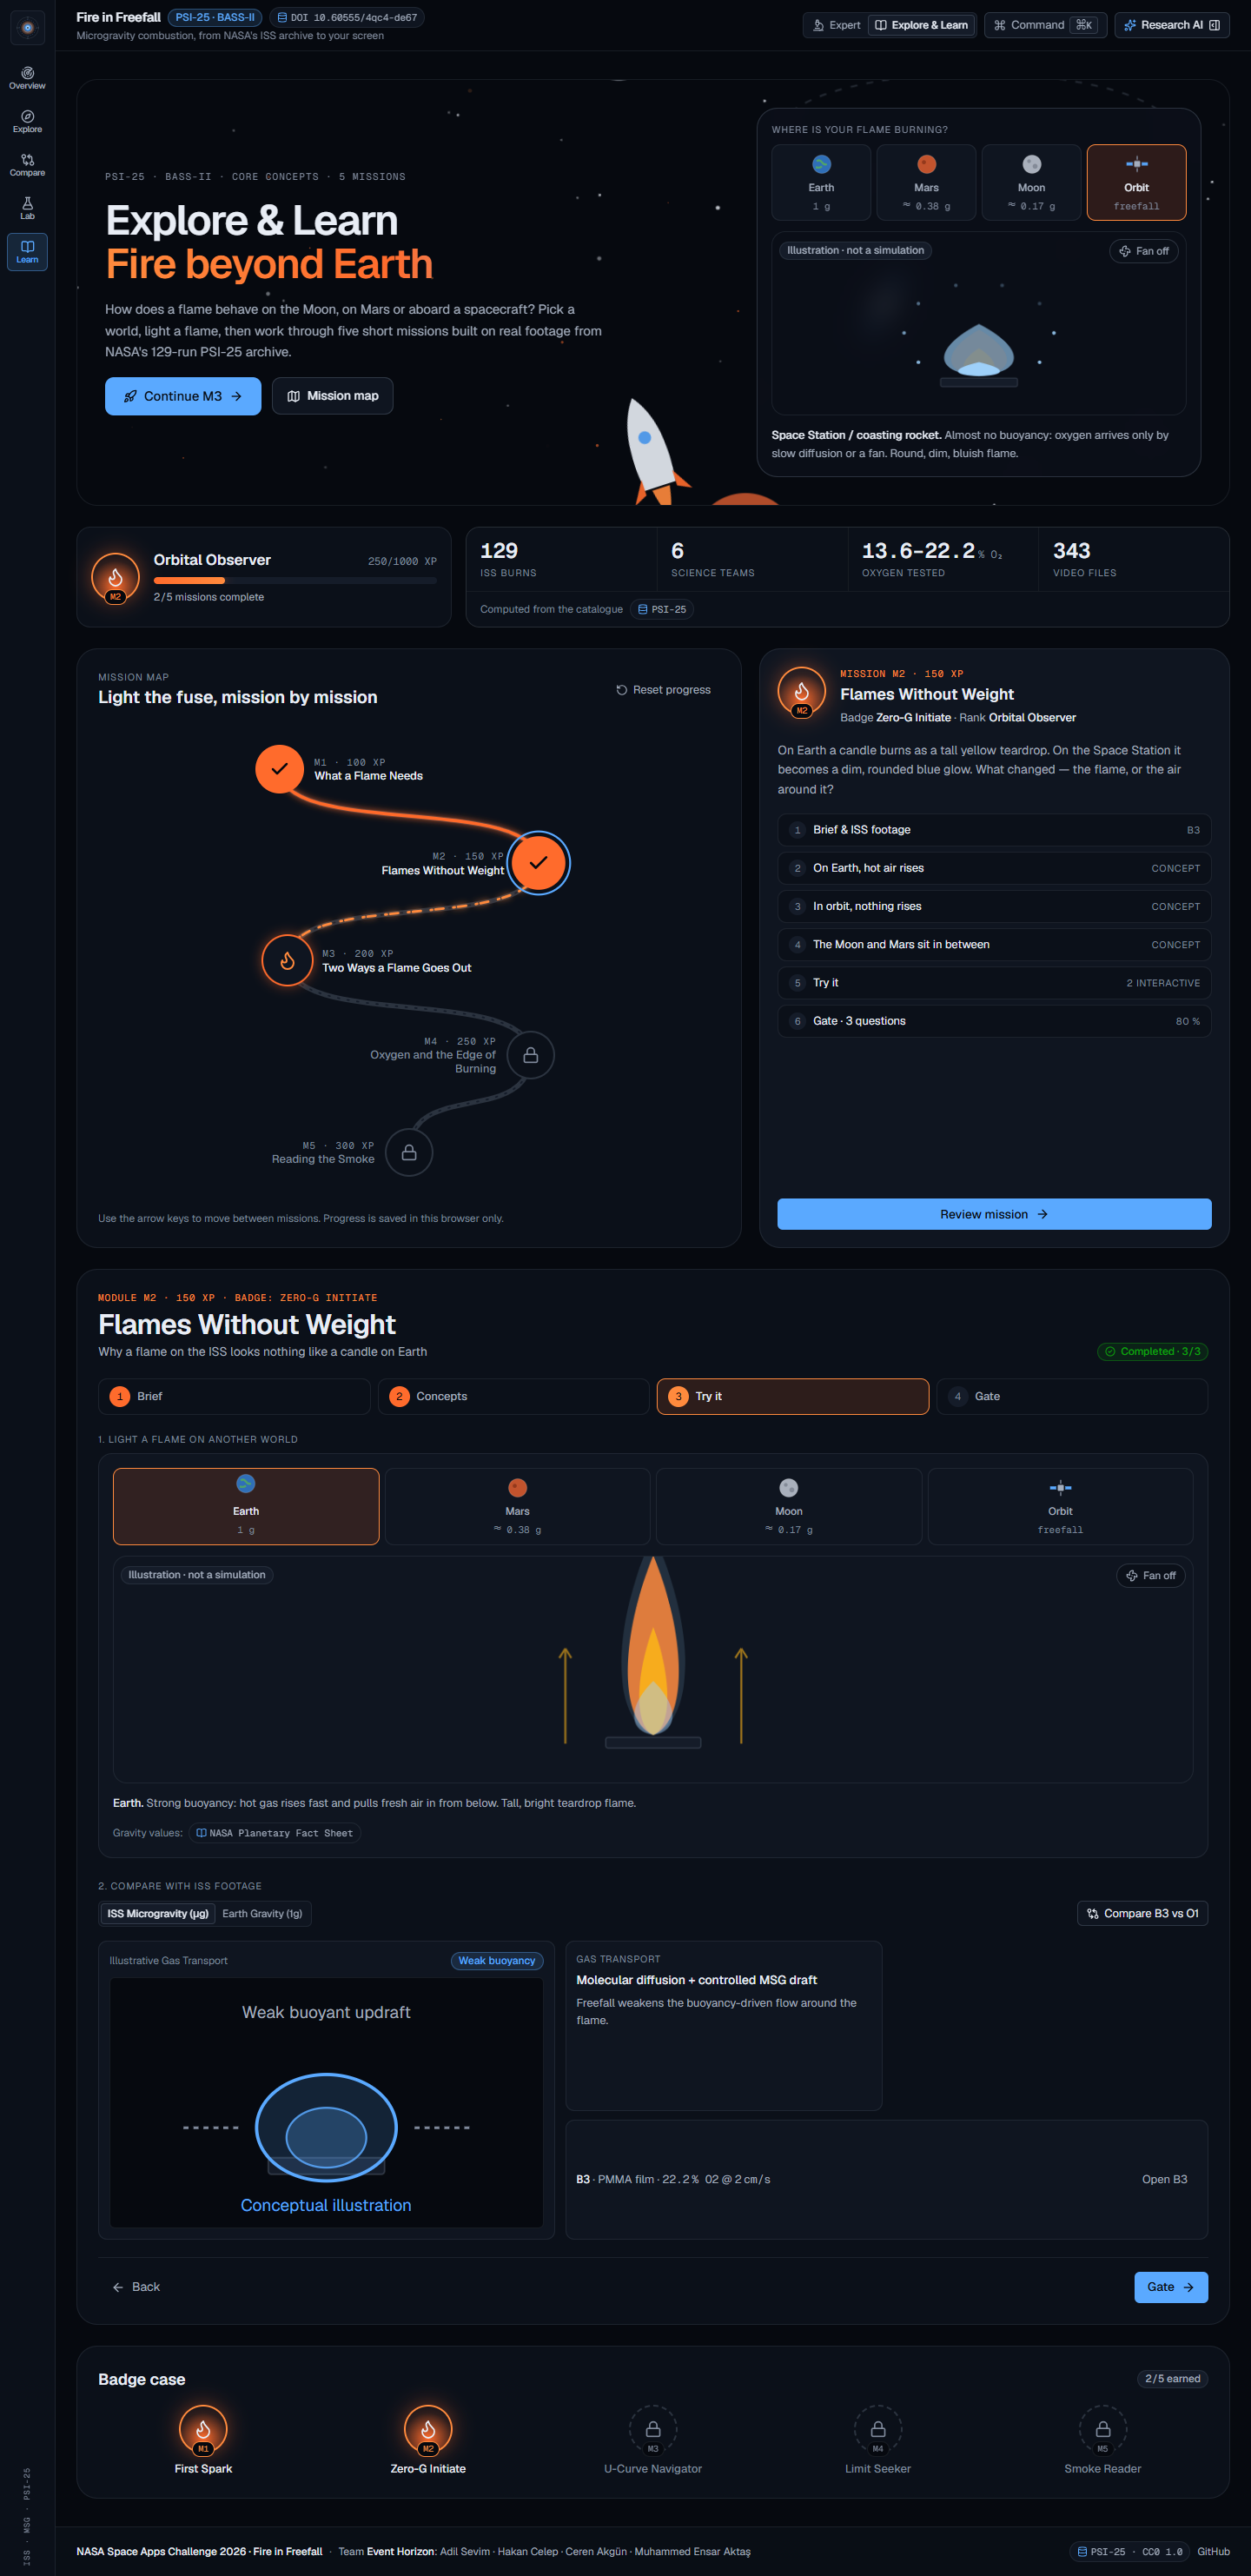 Fire in Freefall
PSI-25 · BASS-II
DOI 10.60555/4qc4-de67
Microgravity combustion, from NASA's ISS archive to your screen
Expert
Explore & Learn
Command
⌘K
Research AI
Overview
Explore
Compare
Lab
Learn
PSI-25 · BASS-II · CORE CONCEPTS · 5 MISSIONS
Explore & Learn
Fire beyond Earth
How does a flame behave on the Moon, on Mars or aboard a spacecraft? Pick a
world, light a flame, then work through five short missions built on real footage from
NASA's 129-run PSI-25 archive.
Continue M3
Mission map
WHERE IS YOUR FLAME BURNING?
Earth
1 g
Mars
≈ 0.38 g
Moon
≈ 0.17 g
Orbit
freefall
Illustration · not a simulation
Fan off
Space Station / coasting rocket. Almost no buoyancy: oxygen arrives only by
slow diffusion or a fan. Round, dim, bluish flame.
M2
Orbital Observer
250/1000 XP
2/5 missions complete
129
ISS BURNS
6
SCIENCE TEAMS
13.6–22.2 % O₂
OXYGEN TESTED
343
VIDEO FILES
Computed from the catalogue
PSI-25
MISSION MAP
Light the fuse, mission by mission
Reset progress
M1 · 100 XP
What a Flame Needs
M2 · 150 XP
Flames Without Weight
M3 · 200 XP
Two Ways a Flame Goes Out
M4 · 250 XP
Oxygen and the Edge of
Burning
M5 · 300 XP
Reading the Smoke
Use the arrow keys to move between missions. Progress is saved in this browser only.
M2
MISSION M2 · 150 XP
Flames Without Weight
Badge Zero-G Initiate · Rank Orbital Observer
On Earth a candle burns as a tall yellow teardrop. On the Space Station it
becomes a dim, rounded blue glow. What changed — the flame, or the air
around it?
1 Brief & ISS footage B3
2 On Earth, hot air rises CONCEPT
3 In orbit, nothing rises CONCEPT
4 The Moon and Mars sit in between CONCEPT
5 Try it 2 INTERACTIVE
6 Gate · 3 questions 80 %
Review mission
MODULE M2 · 150 XP · BADGE: ZERO-G INITIATE
Flames Without Weight
Why a flame on the ISS looks nothing like a candle on Earth
Completed · 3/3
1 Brief
2 Concepts
3 Try it
4 Gate
1. LIGHT A FLAME ON ANOTHER WORLD
Earth
1 g
Mars
≈ 0.38 g
Moon
≈ 0.17 g
Orbit
freefall
Illustration · not a simulation
Fan off
Earth. Strong buoyancy: hot gas rises fast and pulls fresh air in from below. Tall, bright teardrop flame.
Gravity values:
NASA Planetary Fact Sheet
2. COMPARE WITH ISS FOOTAGE
ISS Microgravity (µg)
Earth Gravity (1g)
Compare B3 vs O1
Illustrative Gas Transport
Weak buoyancy
Weak buoyant updraft
Conceptual illustration
GAS TRANSPORT
Molecular diffusion + controlled MSG draft
Freefall weakens the buoyancy-driven flow around the
flame.
B3 · PMMA film · 22.2% O2 @ 2 cm/s
Open B3
Back
Gate
Badge case
2/5 earned
M1
First Spark
M2
Zero-G Initiate
M3
U-Curve Navigator
M4
Limit Seeker
M5
Smoke Reader
ISS · MSG · PSI-25
NASA Space Apps Challenge 2026 · Fire in Freefall · Team Event Horizon: Adil Sevim · Hakan Celep · Ceren Akgün · Muhammed Ensar Aktaş
PSI-25 · CC0 1.0
GitHub